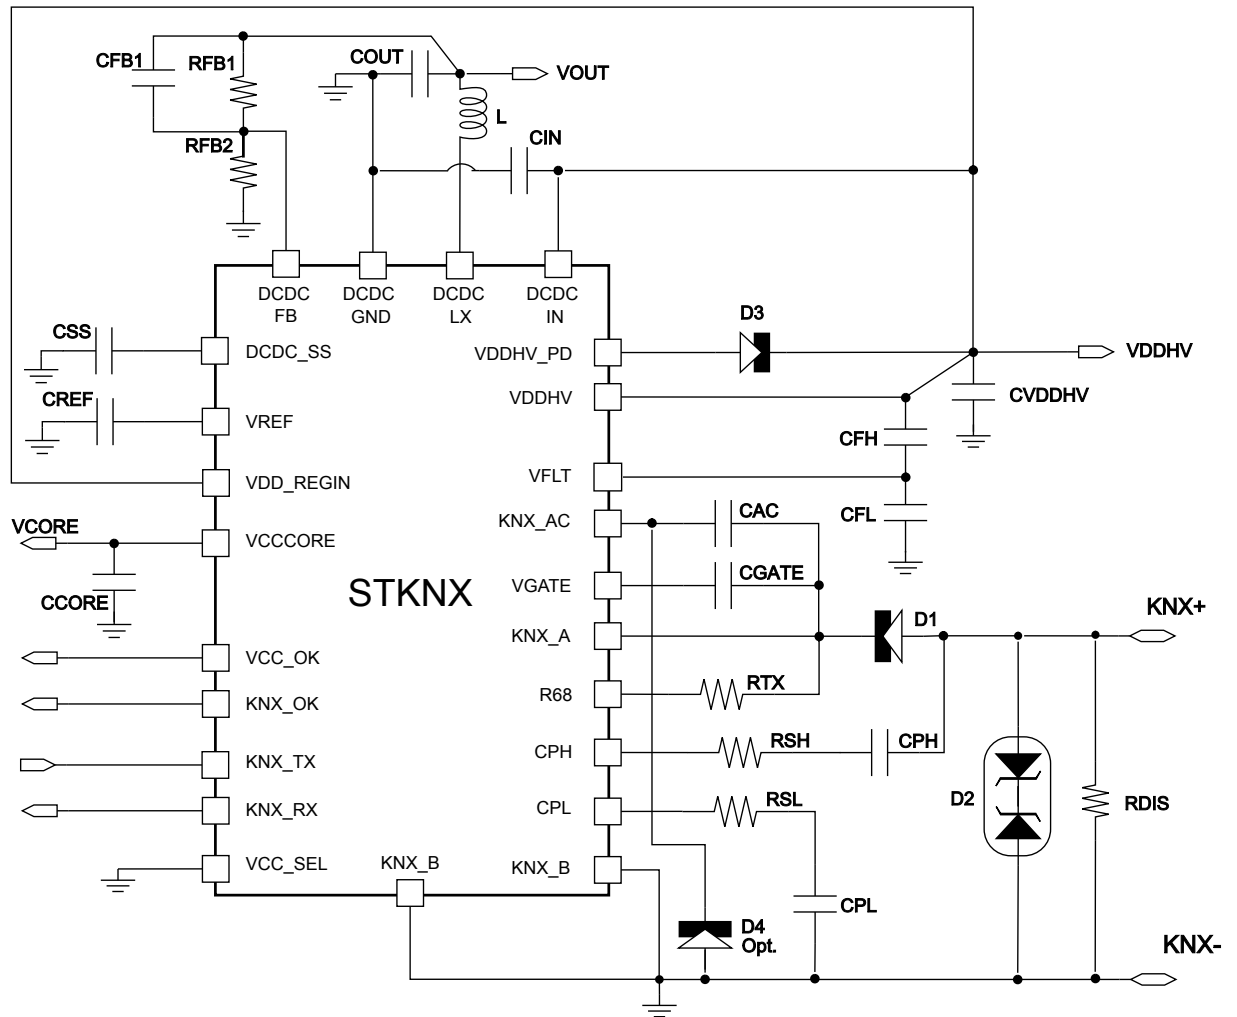 CFB1
RFB1
COUT
VOUT
L
CIN
RFB2
DCDC
FB
DCDC
GND
DCDC
LX
DCDC
IN
CSS
DCDC_SS
VDDHV_PD
D3
VDDHV
CREF
VREF
VDDHV
CVDDHV
CFH
VDD_REGIN
VFLT
CFL
VCORE
VCCCORE
KNX_AC
CAC
CCORE
STKNX
VGATE
CGATE
KNX_A
D1
KNX+
VCC_OK
KNX_OK
R68
RTX
KNX_TX
CPH
RSH
CPH
KNX_RX
CPL
RSL
D2
RDIS
VCC_SEL
KNX_B
KNX_B
CPL
D4
Opt.
KNX-